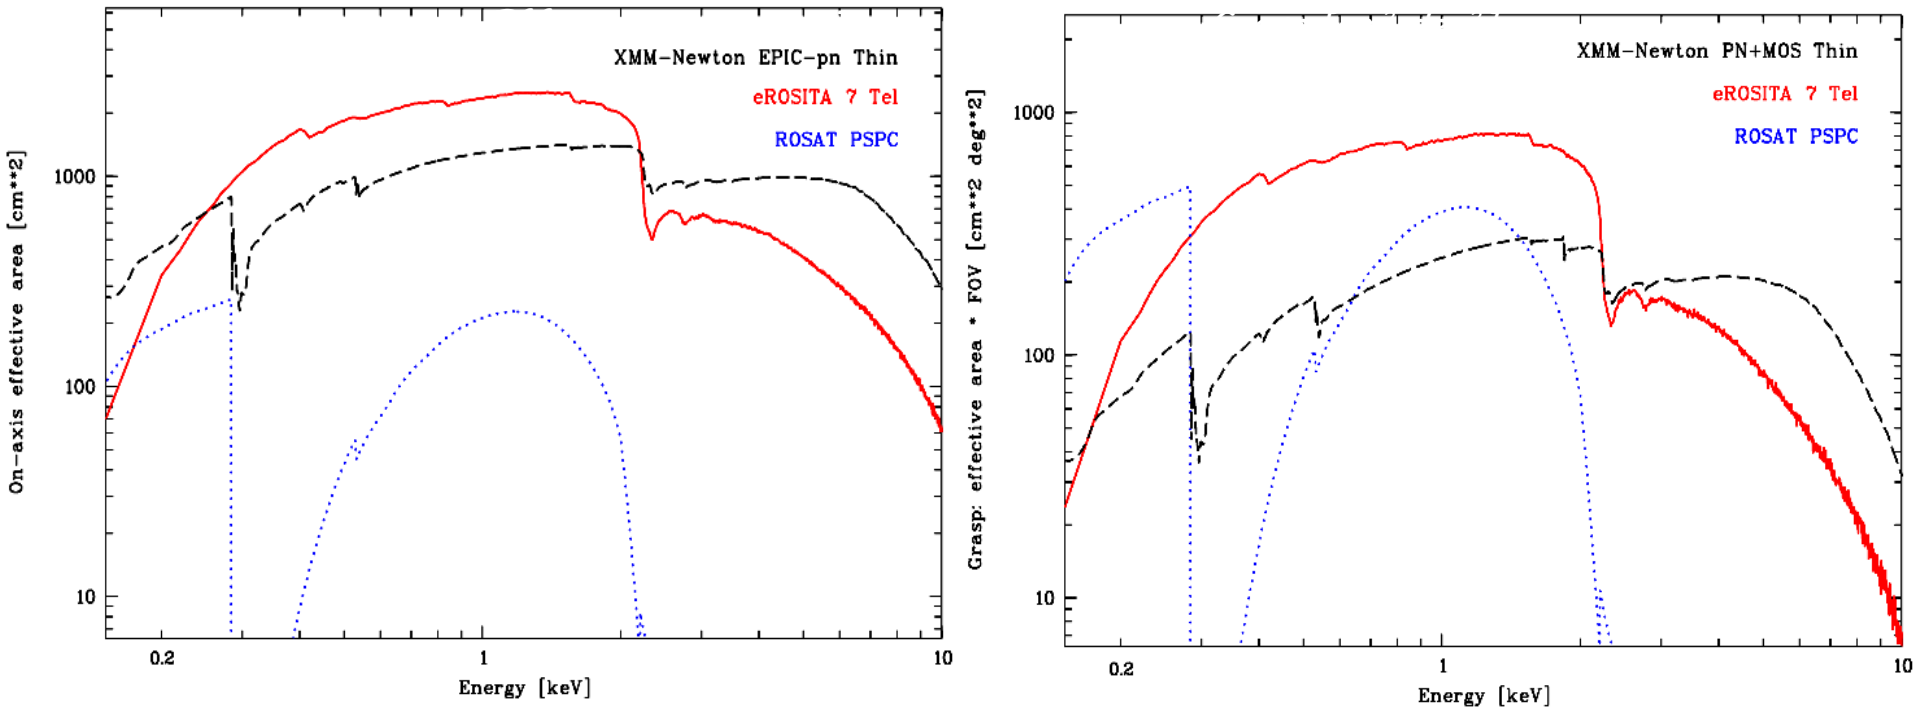 XMM-Newton EPIC-pn Thin
eROSITA 7 Tel
ROSAT PSPC
On-axis effective area [cm**2]
1000
100
10
0.2
1
10
Energy [keV]
XMM-Newton PN+MOS Thin
eROSITA 7 Tel
ROSAT PSPC
Grasp: effective area * FOV [cm**2 deg**2]
1000
100
10
0.2
1
10
Energy [keV]